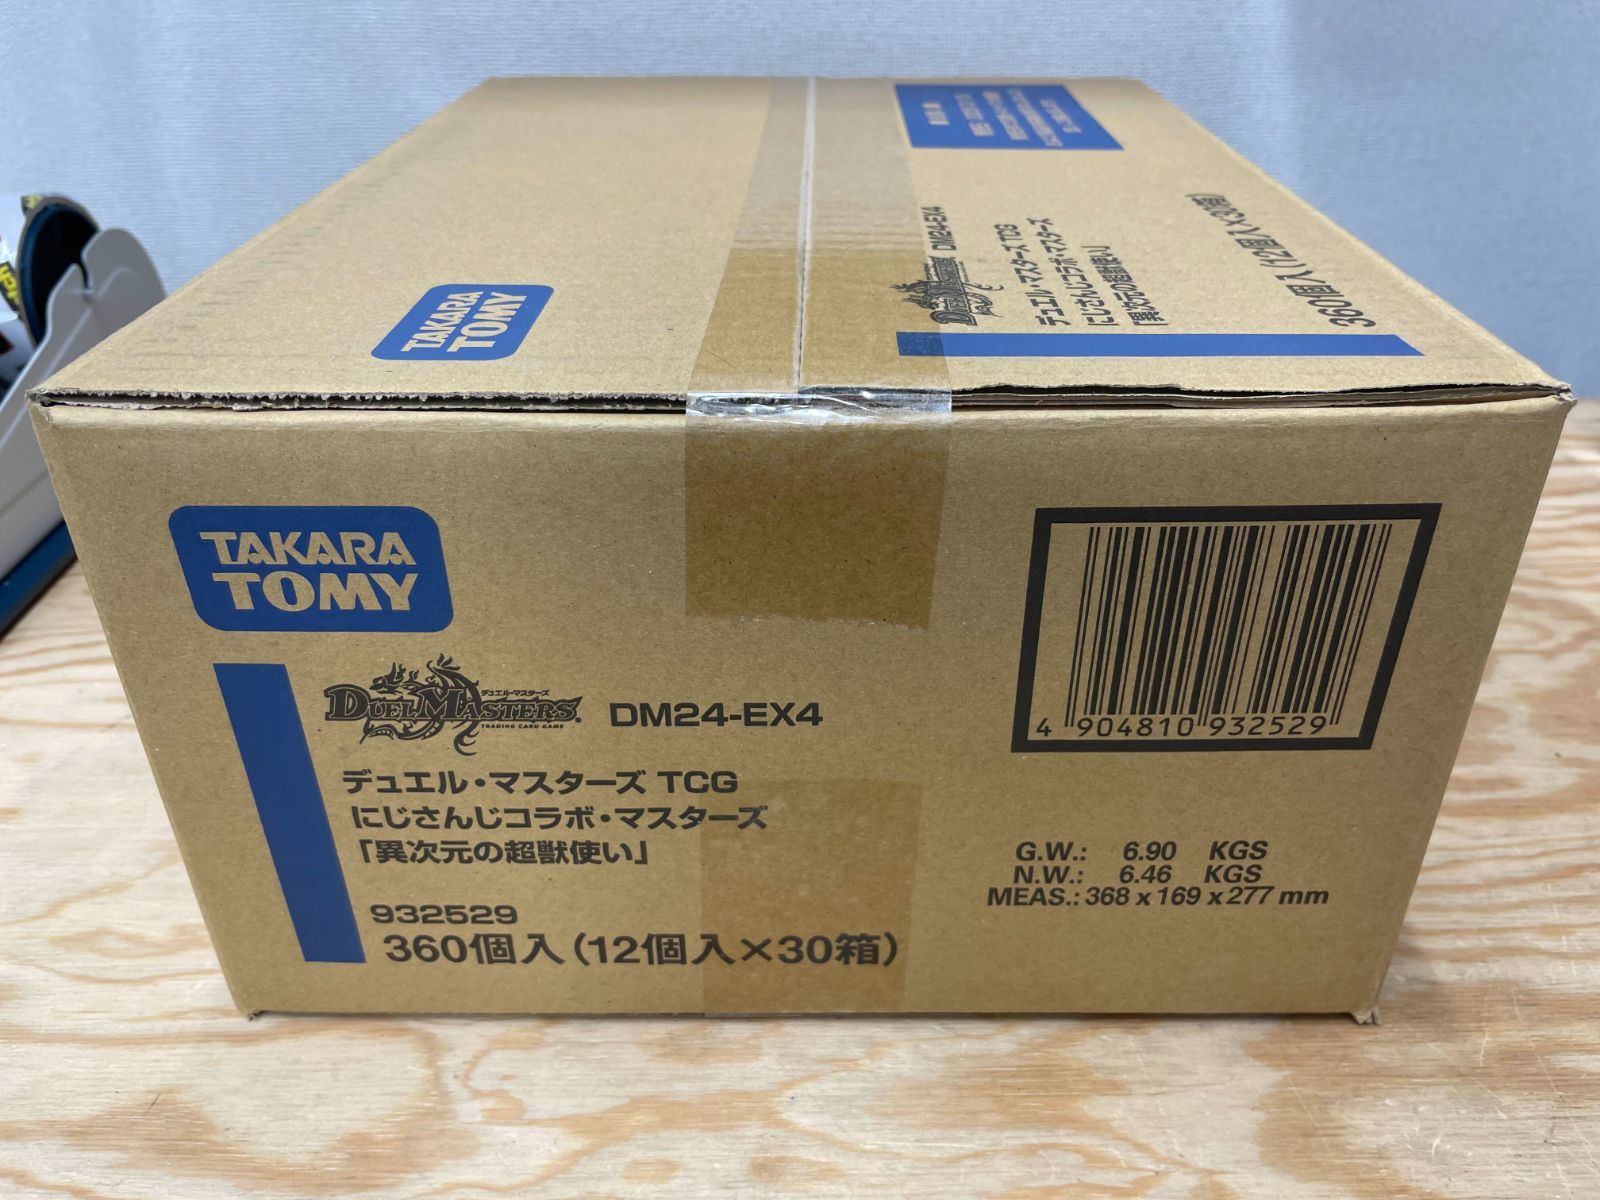 TAKARA
TOMY
DUEL MASTERS DM24-EX4
デュエル・マスターズ TCG
にじさんじコラボ・マスターズ
「異次元の超獣使い」
360個入(12個入×30箱)
TAKARA
TOMY
デュエル・マスターズ
DUEL MASTERS
TRADING CARD GAME
DM24-EX4
デュエル・マスターズ TCG
にじさんじコラボ・マスターズ
「異次元の超獣使い」
932529
360個入(12個入×30箱)
4 904810 932529
G.W.: 6.90 KGS
N.W.: 6.46 KGS
MEAS.: 368 x 169 x 277 mm